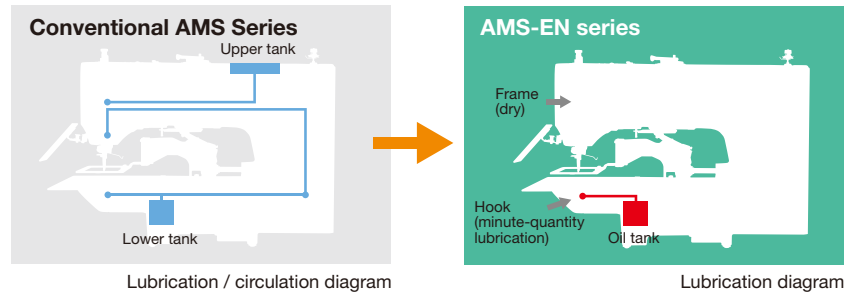 Conventional AMS Series
Upper tank
Lower tank
Lubrication / circulation diagram
AMS-EN series
Frame
(dry)
Hook
(minute-quantity
lubrication)
Oil tank
Lubrication diagram